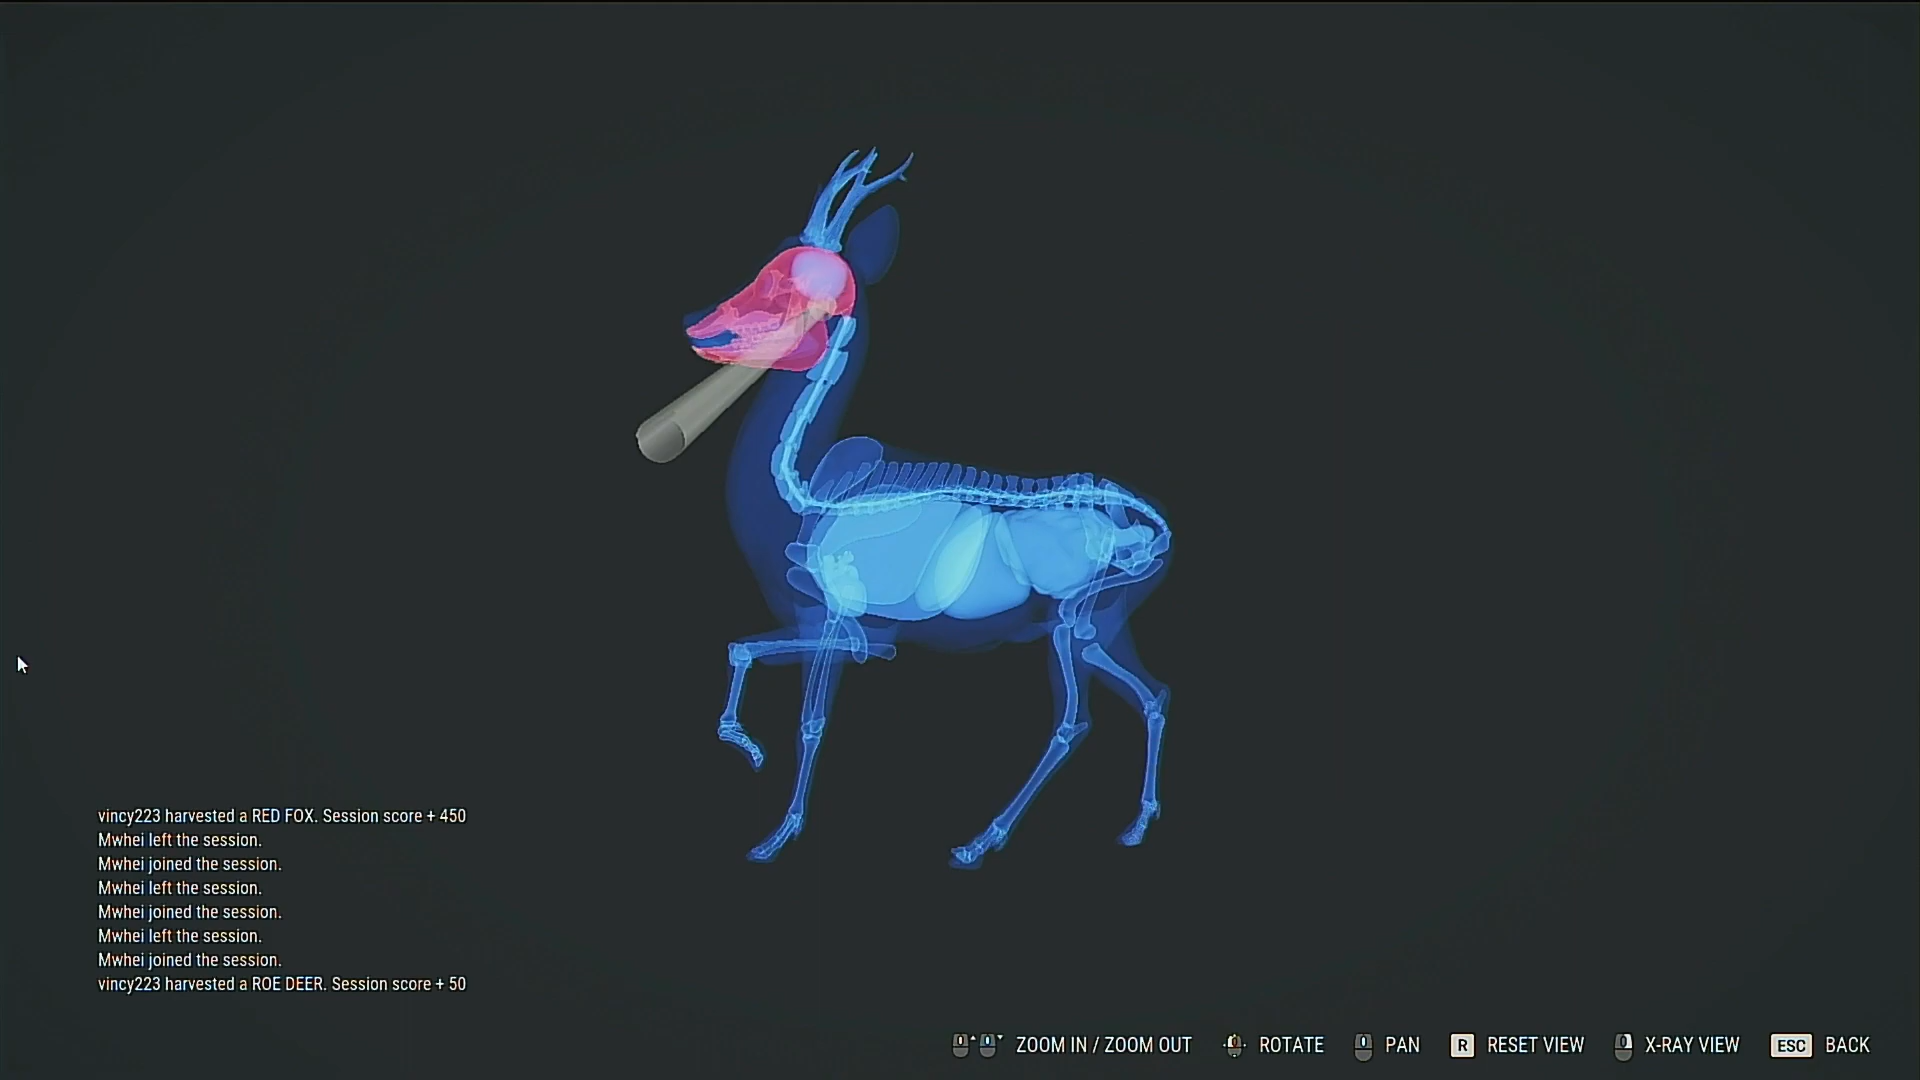 vincy223 harvested a RED FOX. Session score + 450
Mwhei left the session.
Mwhei joined the session.
Mwhei left the session.
Mwhei joined the session.
Mwhei left the session.
Mwhei joined the session.
vincy223 harvested a ROE DEER. Session score + 50
ZOOM IN / ZOOM OUT ROTATE PAN R RESET VIEW X-RAY VIEW ESC BACK